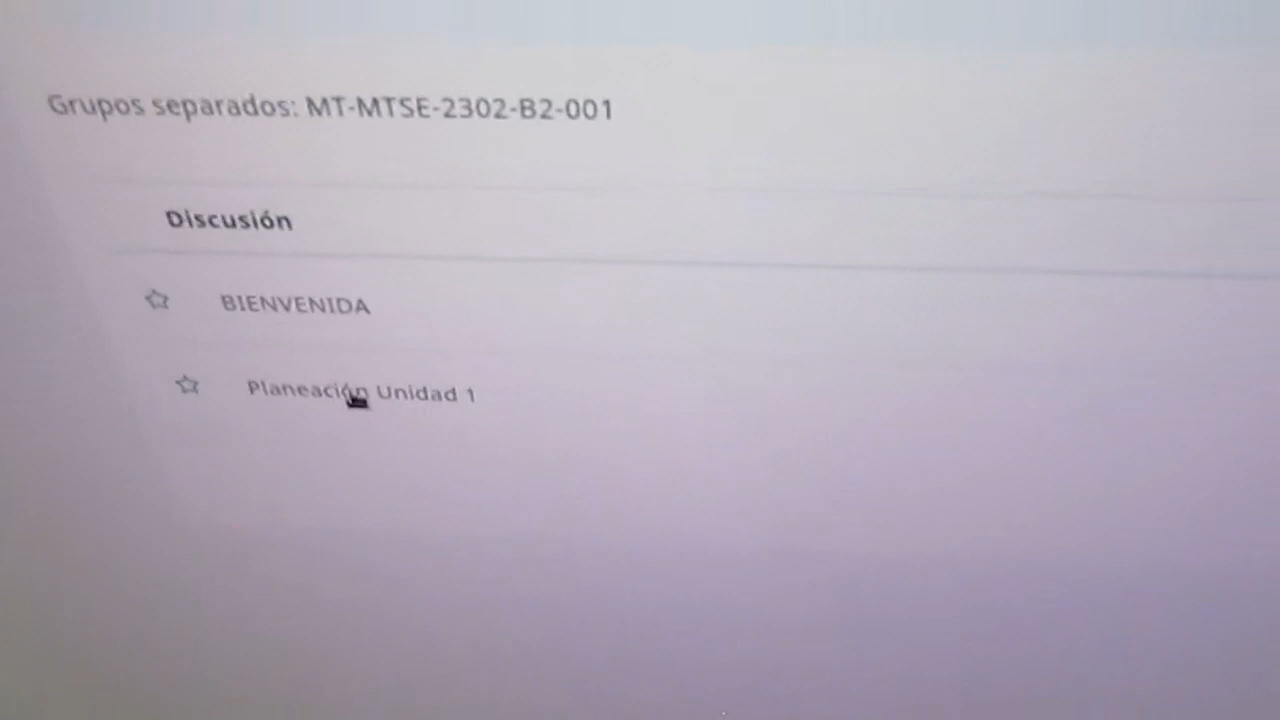 Grupos separados: MT-MTSE-2302-B2-001
Discusión
BIENVENIDA
Planeación Unidad 1